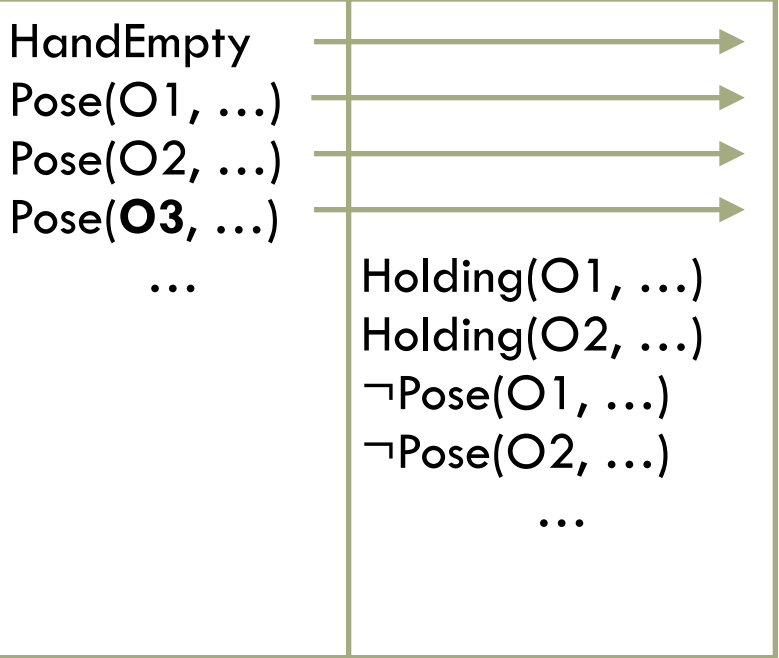 HandEmpty
Pose(O1, …)
Pose(O2, …)
Pose(O3, …)
…
Holding(O1, …)
Holding(O2, …)
¬Pose(O1, …)
¬Pose(O2, …)
…